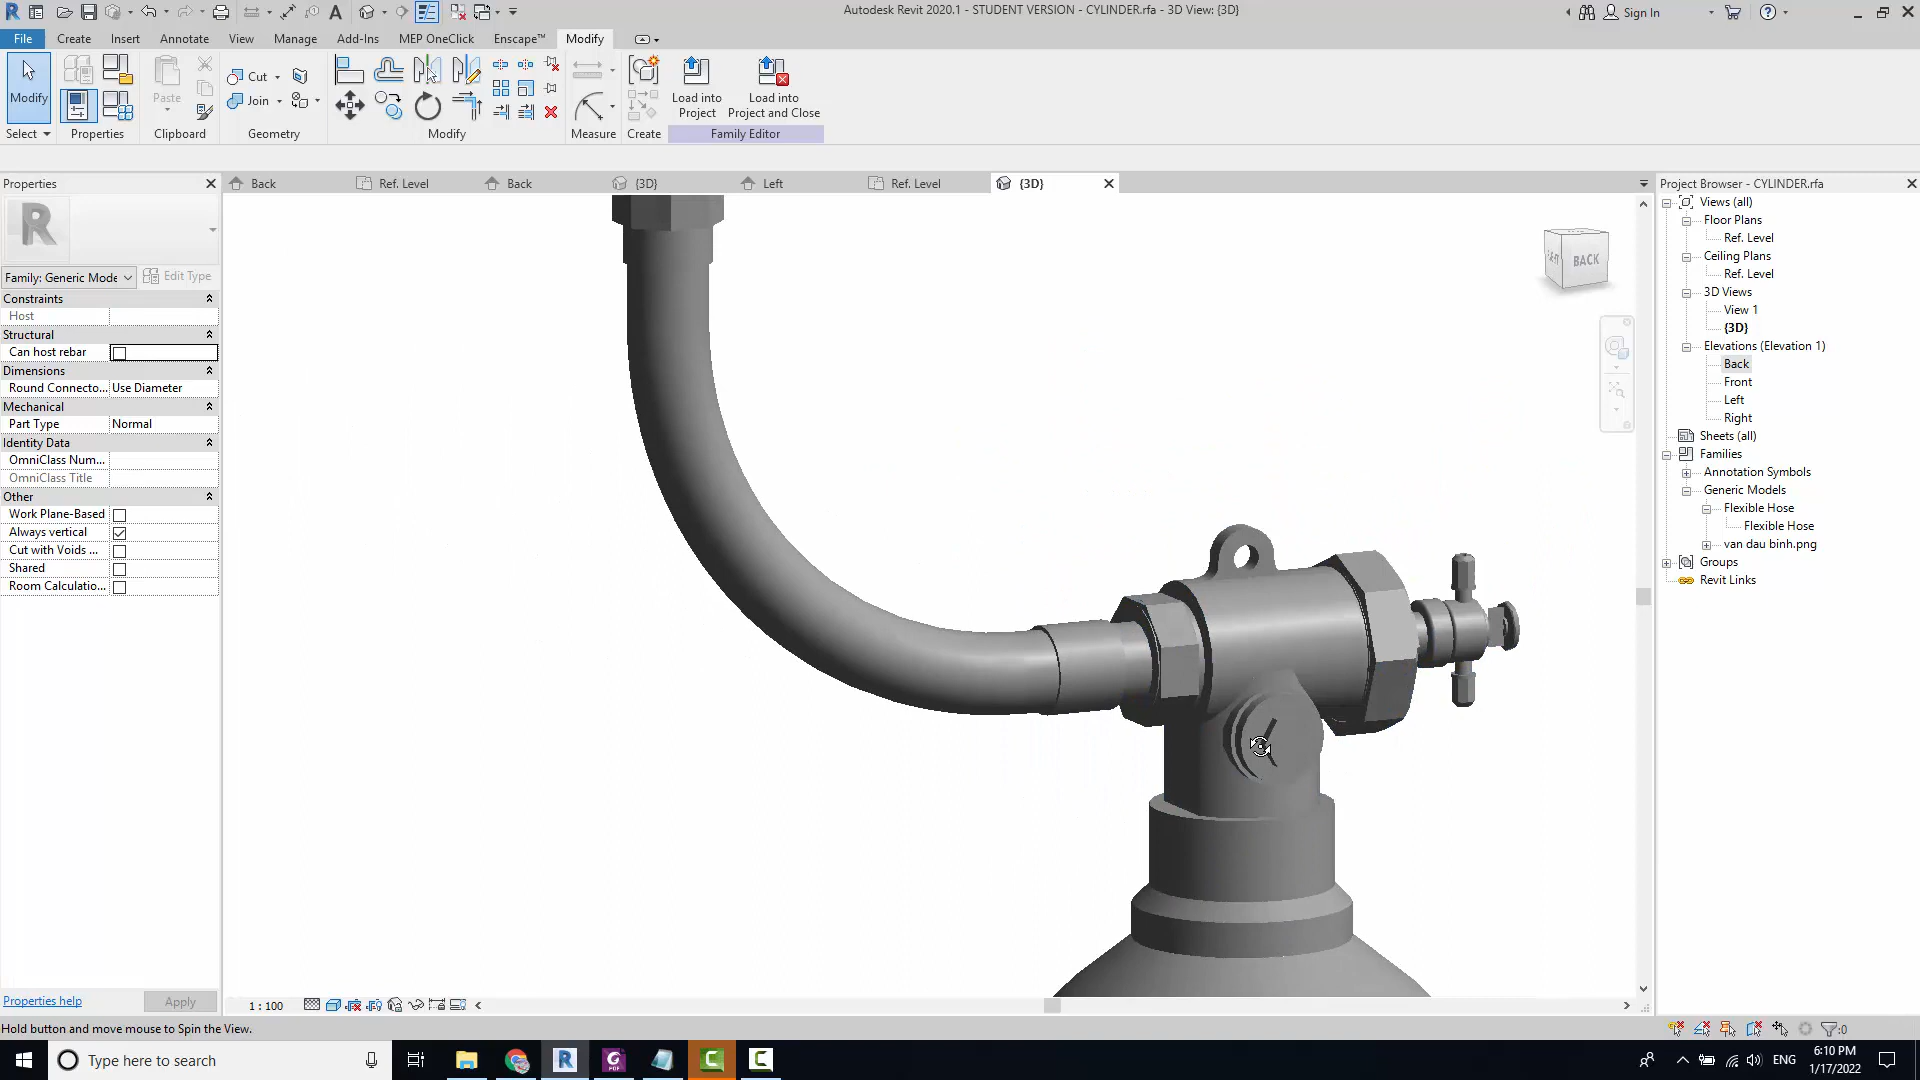 Autodesk Revit 2020.1 - STUDENT VERSION - CYLINDER.rfa - 3D View: {3D}
Sign In
File
Create
Insert
Annotate
View
Manage
Add-Ins
MEP OneClick
Enscape™
Modify
Modify
Paste
Cut
Join
Load into
Project
Load into
Project and Close
Select
Properties
Clipboard
Geometry
Modify
Measure
Create
Family Editor
Properties
Back
Ref. Level
Back
{3D}
Left
Ref. Level
{3D}
Project Browser - CYLINDER.rfa
R
Family: Generic Mode
Edit Type
Constraints
Host
Structural
Can host rebar
Dimensions
Round Connecto...
Use Diameter
Mechanical
Part Type
Normal
Identity Data
OmniClass Num...
OmniClass Title
Other
Work Plane-Based
Always vertical
Cut with Voids ...
Shared
Room Calculatio...
Properties help
Apply
BACK
Views (all)
Floor Plans
Ref. Level
Ceiling Plans
Ref. Level
3D Views
View 1
{3D}
Elevations (Elevation 1)
Back
Front
Left
Right
Sheets (all)
Families
Annotation Symbols
Generic Models
Flexible Hose
Flexible Hose
van dau binh.png
Groups
Revit Links
1 : 100
Hold button and move mouse to Spin the View.
:0
Type here to search
ENG
6:10 PM
1/17/2022